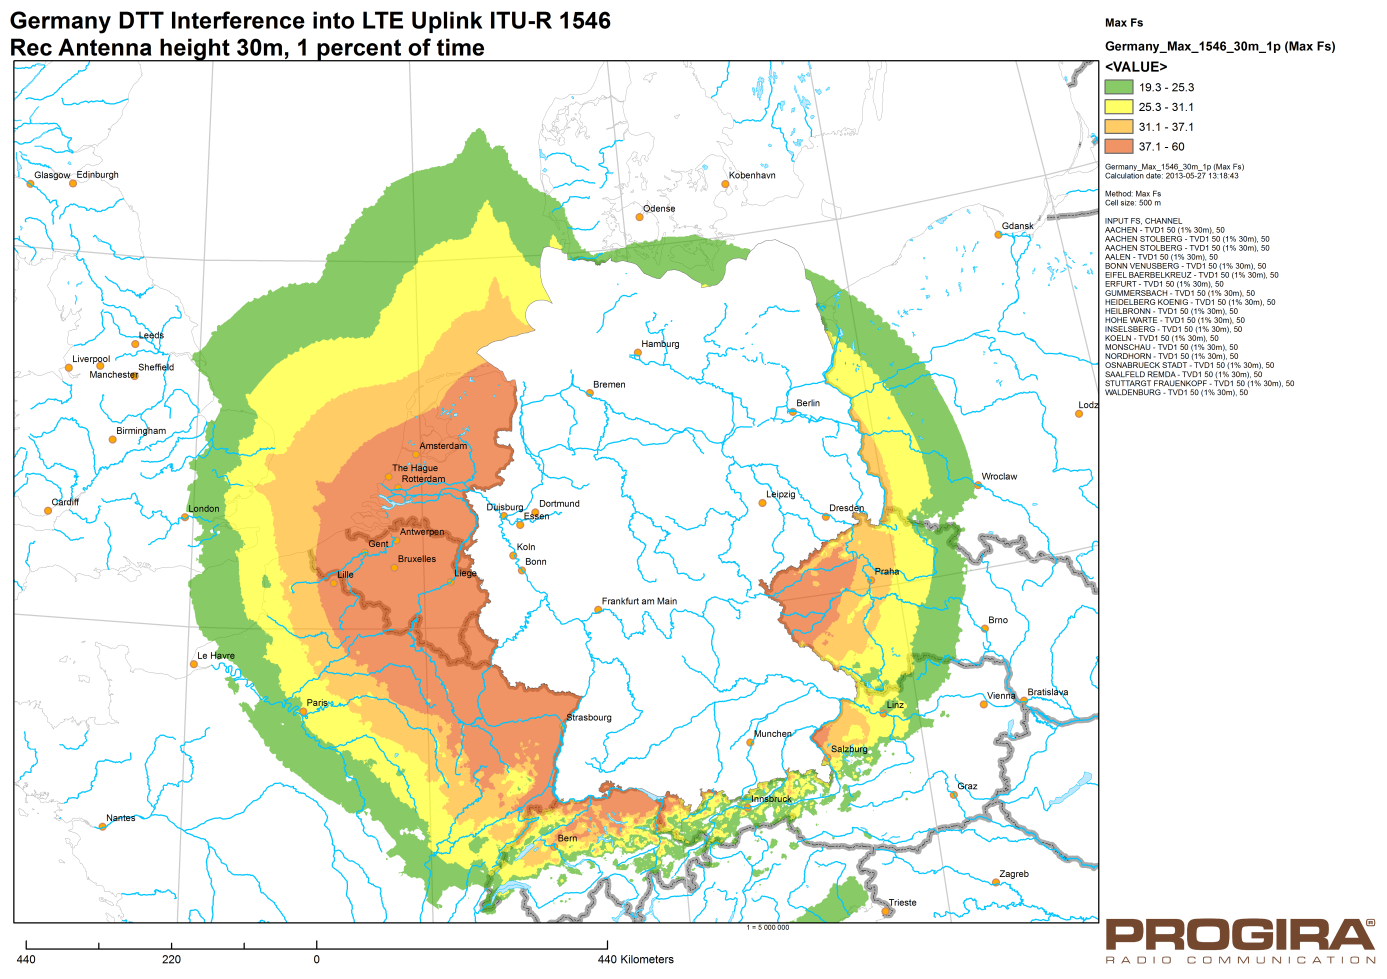 Germany DTT Interference into LTE Uplink ITU-R 1546
Rec Antenna height 30m, 1 percent of time
Max Fs
Germany_Max_1546_30m_1p (Max Fs)
<VALUE>
19.3 - 25.3
25.3 - 31.1
31.1 - 37.1
37.1 - 60
Germany_Max_1546_30m_1p (Max Fs)
Calculation date: 2013-05-27 13:18:43
Method: Max Fs
Cell size: 500 m
INPUT FS, CHANNEL
AACHEN - TVD1 50 (1% 30m), 50
AACHEN STOLBERG - TVD1 50 (1% 30m), 50
AACHEN STOLBERG - TVD1 50 (1% 30m), 50
AALEN - TVD1 50 (1% 30m), 50
BONN VENUSBERG - TVD1 50 (1% 30m), 50
EIFEL BAERBELKREUZ - TVD1 50 (1% 30m), 50
ERFURT - TVD1 50 (1% 30m), 50
GUMMERSBACH - TVD1 50 (1% 30m), 50
HEIDELBERG KOENIG - TVD1 50 (1% 30m), 50
HEILBRONN - TVD1 50 (1% 30m), 50
HOHE WARTE - TVD1 50 (1% 30m), 50
INSELSBERG - TVD1 50 (1% 30m), 50
KOELN - TVD1 50 (1% 30m), 50
MONSCHAU - TVD1 50 (1% 30m), 50
NORDHORN - TVD1 50 (1% 30m), 50
OSNABRUECK STADT - TVD1 50 (1% 30m), 50
SAALFELD REMDA - TVD1 50 (1% 30m), 50
STUTTARGT FRAUENKOPF - TVD1 50 (1% 30m), 50
WALDENBURG - TVD1 50 (1% 30m), 50
Glasgow
Edinburgh
Kobenhavn
Odense
Gdansk
Leeds
Liverpool
Manchester
Sheffield
Hamburg
Bremen
Berlin
Lodz
Birmingham
Amsterdam
The Hague
Rotterdam
Wroclaw
Leipzig
Cardiff
London
Duisburg
Dortmund
Essen
Dresden
Antwerpen
Gent
Koln
Bruxelles
Bonn
Lille
Liege
Praha
Frankfurt am Main
Brno
Le Havre
Vienna
Bratislava
Paris
Linz
Strasbourg
Munchen
Salzburg
Graz
Innsbruck
Nantes
Bern
Zagreb
Trieste
1 = 5 000 000
440
220
0
440 Kilometers
PROGIRA®
RADIO COMMUNICATION